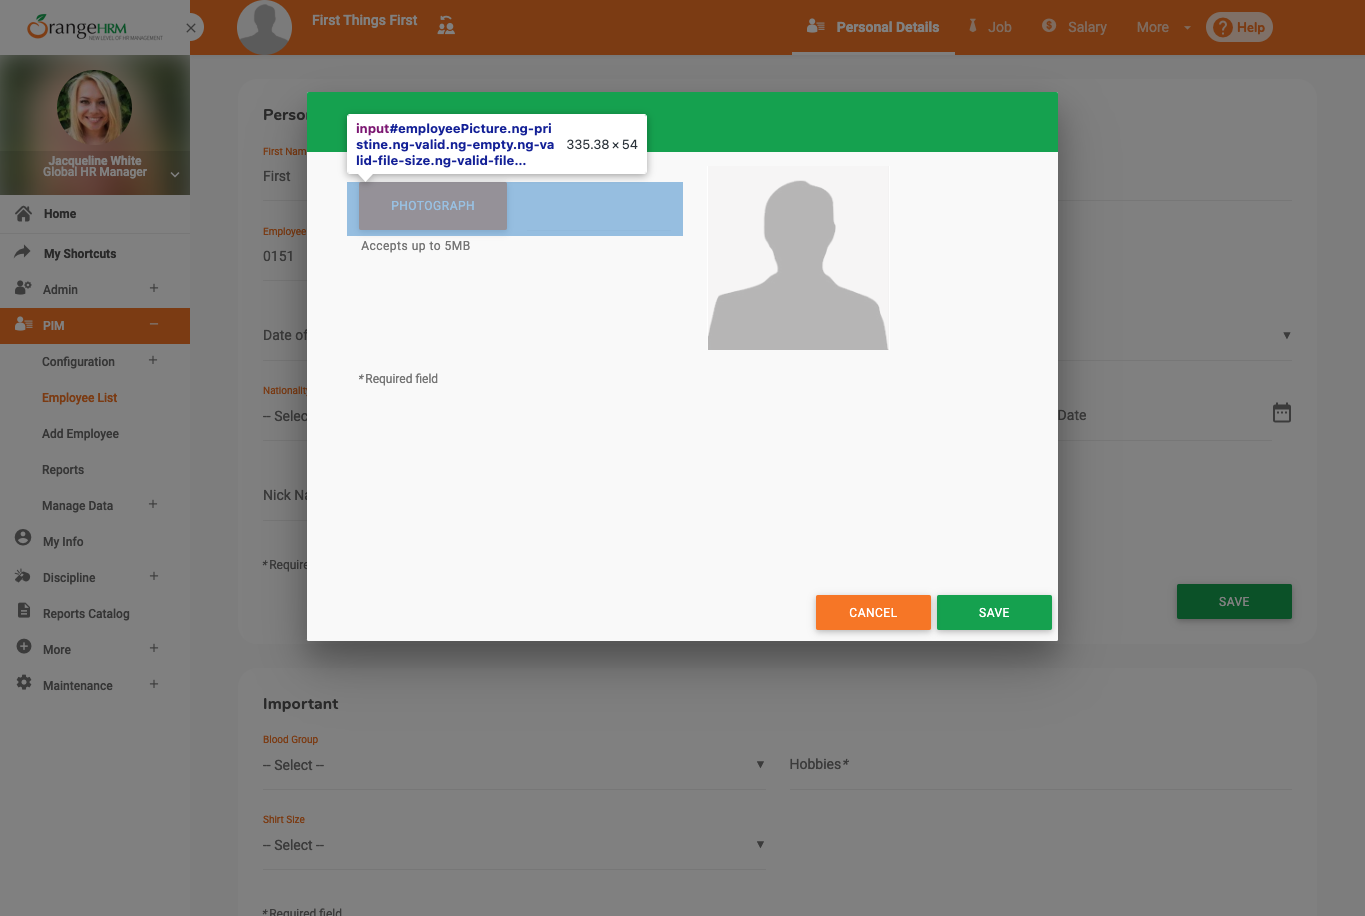 OrangeHRM
NEW LEVEL OF HR MANAGEMENT
First Things First
Personal Details
Job
Salary
More
Help
Jacqueline White
Global HR Manager
Home
My Shortcuts
Admin
PIM
Configuration
Employee List
Add Employee
Reports
Manage Data
My Info
Discipline
Reports Catalog
More
Maintenance
Perso
First Nam
First
Employee
0151
Date of
Nationalit
-- Selec
Date
Nick Na
* Require
SAVE
input#employeePicture.ng-pri
stine.ng-valid.ng-empty.ng-va
lid-file-size.ng-valid-file...
335.38 × 54
PHOTOGRAPH
Accepts up to 5MB
* Required field
CANCEL
SAVE
Important
Blood Group
-- Select --
Hobbies*
Shirt Size
-- Select --
* Required field